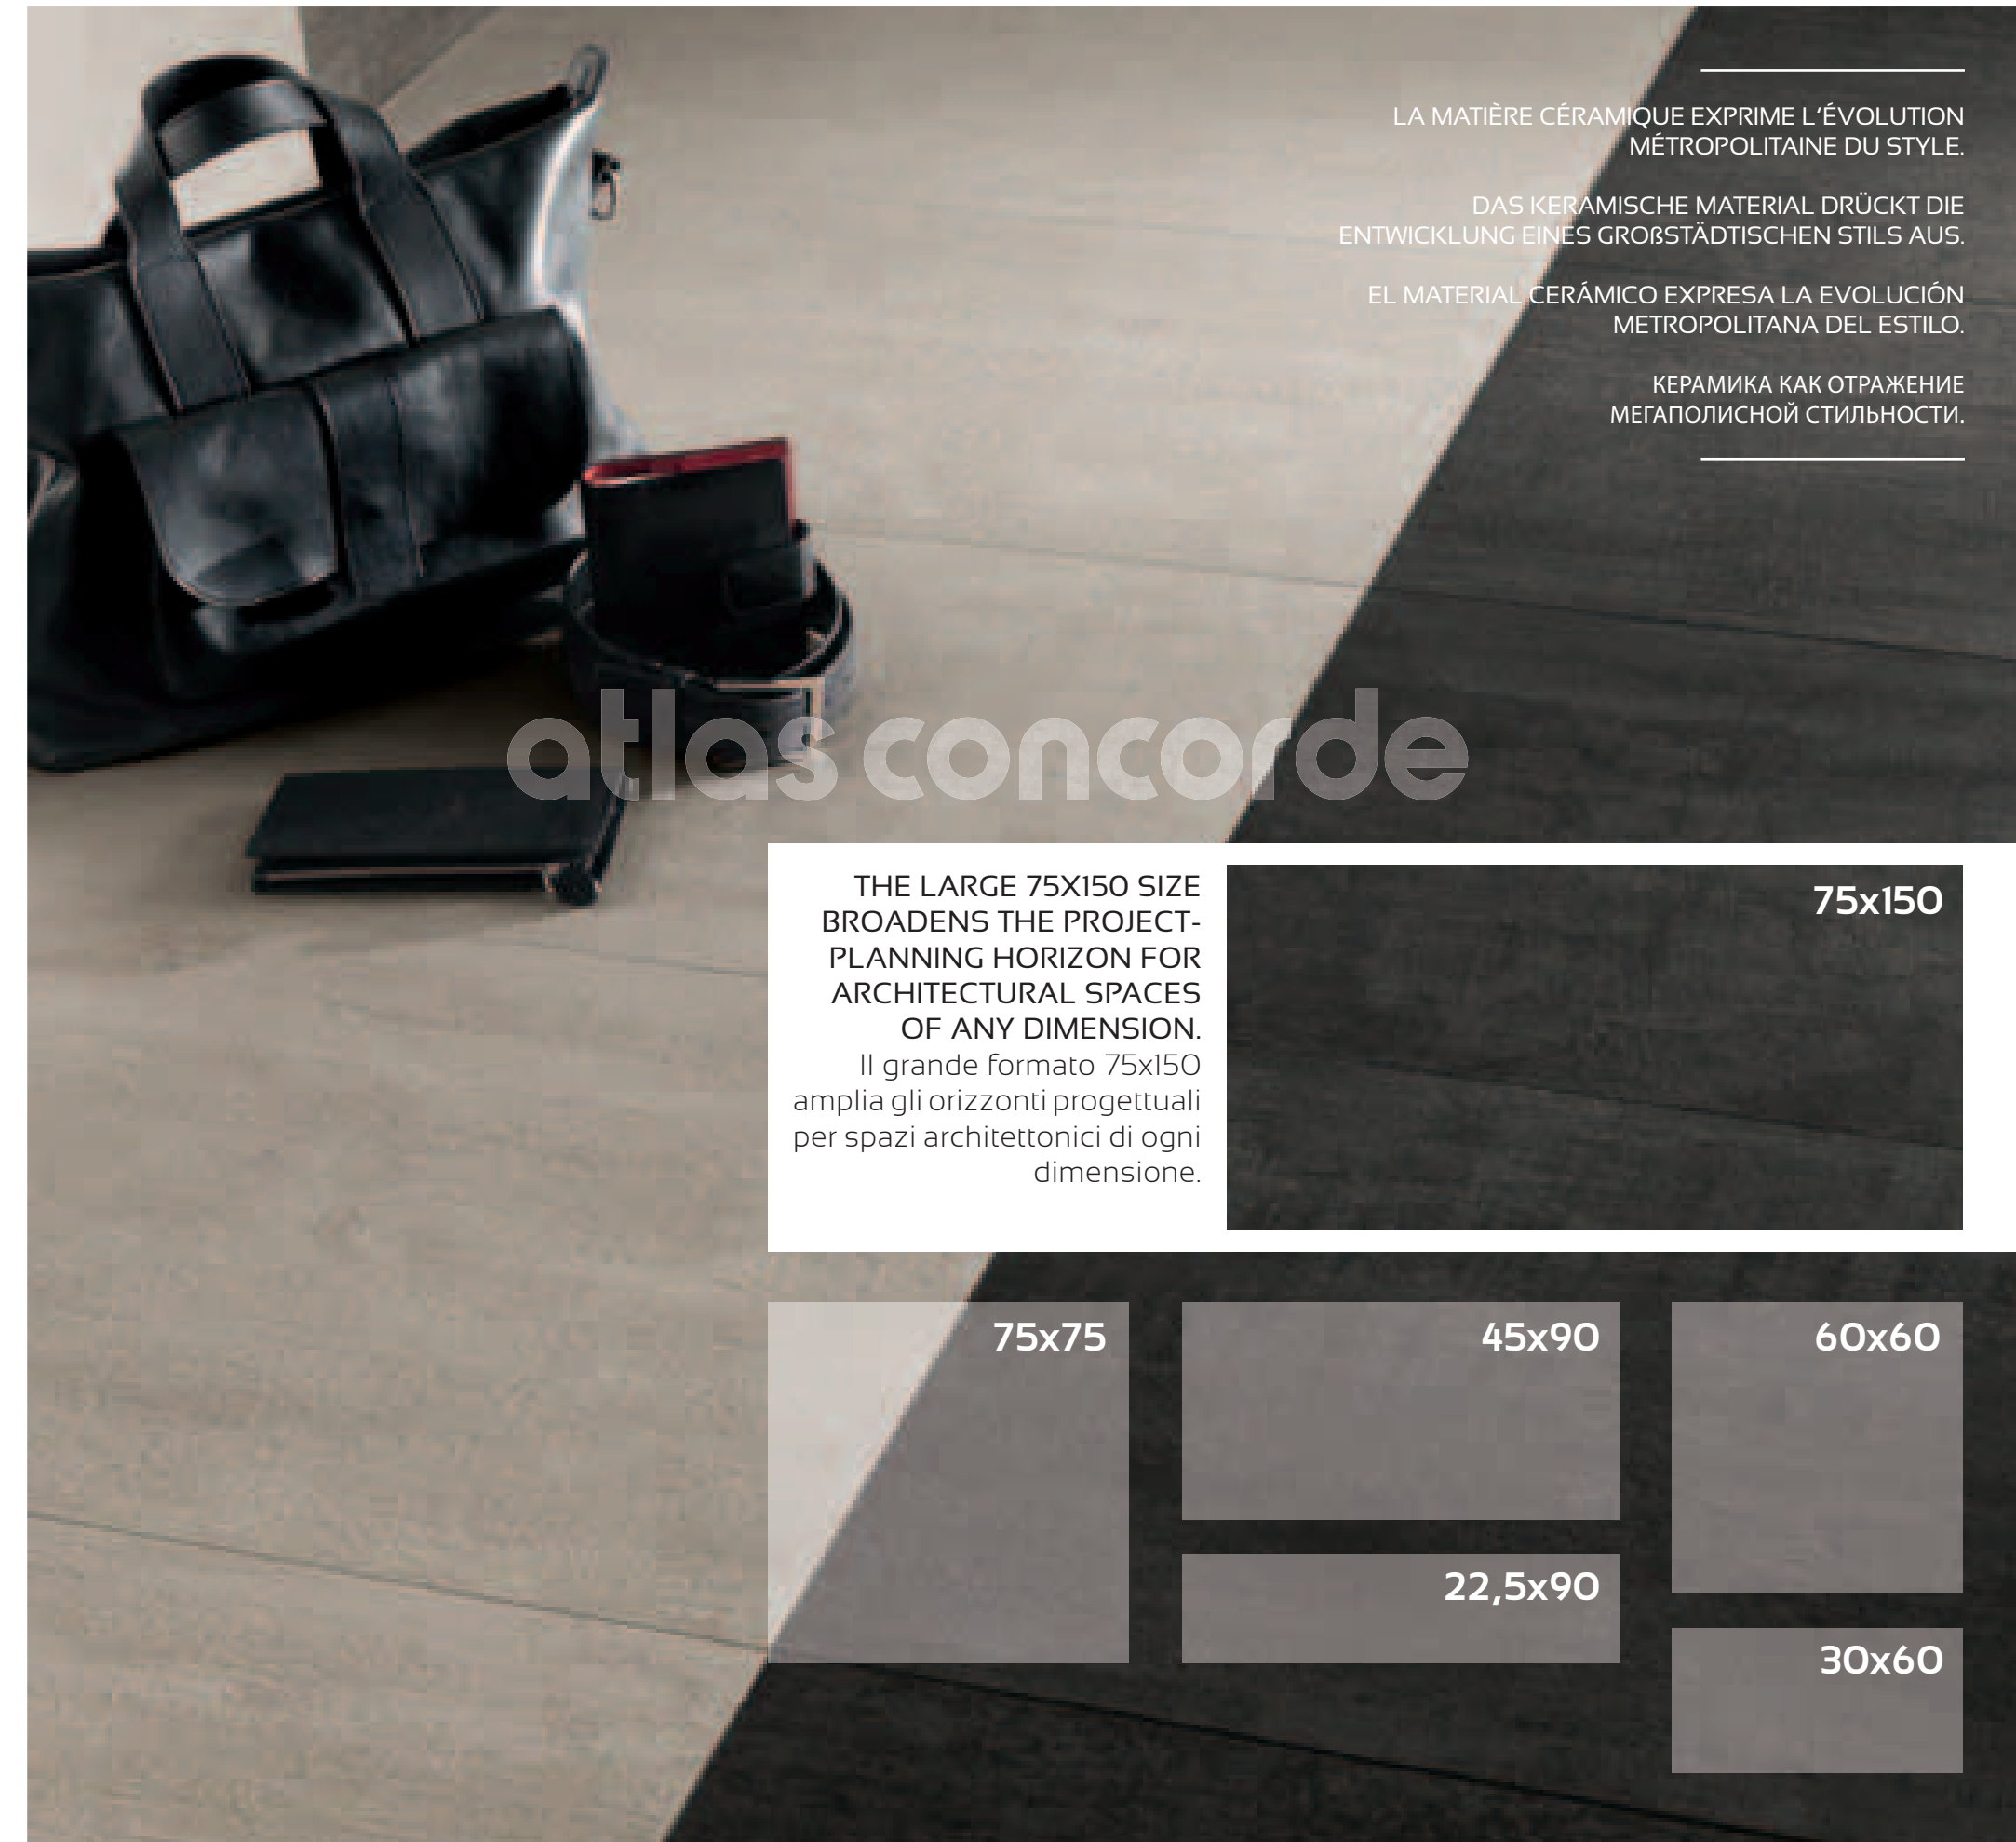 LA MATIÈRE CÉRAMIQUE EXPRIME L'ÉVOLUTION
MÉTROPOLITAINE DU STYLE.
DAS KERAMISCHE MATERIAL DRÜCKT DIE
ENTWICKLUNG EINES GROßSTÄDTISCHEN STILS AUS.
EL MATERIAL CERÁMICO EXPRESA LA EVOLUCIÓN
METROPOLITANA DEL ESTILO.
КЕРАМИКА КАК ОТРАЖЕНИЕ
МЕГАПОЛИСНОЙ СТИЛЬНОСТИ.
atlas concorde
THE LARGE 75X150 SIZE
BROADENS THE PROJECT-
PLANNING HORIZON FOR
ARCHITECTURAL SPACES
OF ANY DIMENSION.
Il grande formato 75x150
amplia gli orizzonti progettuali
per spazi architettonici di ogni
dimensione.
75x150
75x75
45x90
60x60
22,5x90
30x60